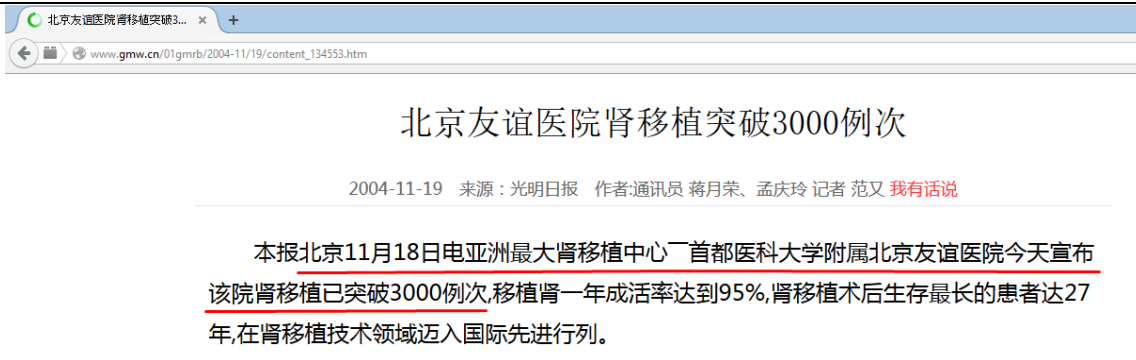 北京友谊医院肾移植突破3...
www.gmw.cn/01gmrb/2004-11/19/content_134553.htm
北京友谊医院肾移植突破3000例次
2004-11-19 来源：光明日报 作者:通讯员 蒋月荣、孟庆玲 记者 范又 我有话说
本报北京11月18日电亚洲最大肾移植中心￣首都医科大学附属北京友谊医院今天宣布
该院肾移植已突破3000例次,移植肾一年成活率达到95%,肾移植术后生存最长的患者达27
年,在肾移植技术领域迈入国际先进行列。